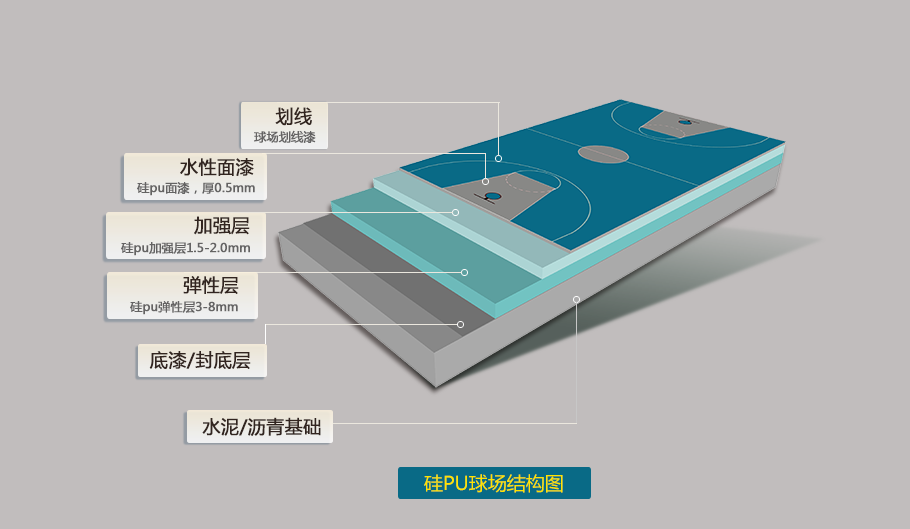 划线
球场划线漆
水性面漆
硅pu面漆，厚0.5mm
加强层
硅pu加强层1.5-2.0mm
弹性层
硅pu弹性层3-8mm
底漆/封底层
水泥/沥青基础
硅PU球场结构图